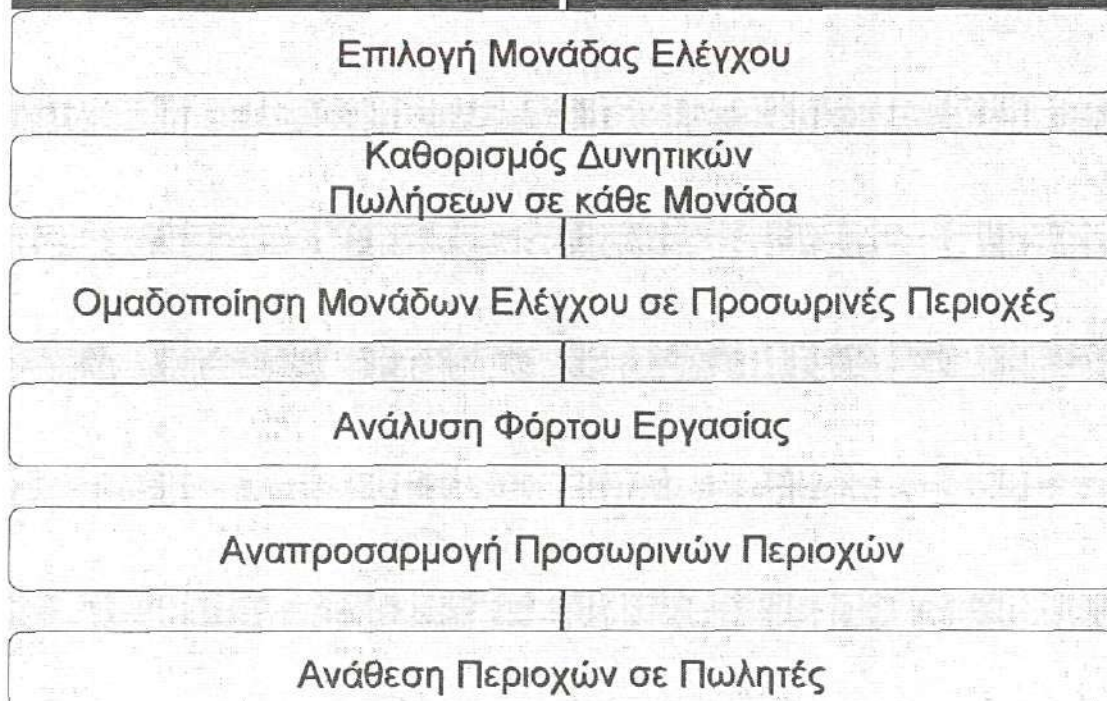 Επιλογή Μονάδας Ελέγχου
Καθορισμός Δυνητικών
Πωλήσεων σε κάθε Μονάδα
Ομαδοποίηση Μονάδων Ελέγχου σε Προσωρινές Περιοχές
Ανάλυση Φόρτου Εργασίας
Αναπροσαρμογή Προσωρινών Περιοχών
Ανάθεση Περιοχών σε Πωλητές